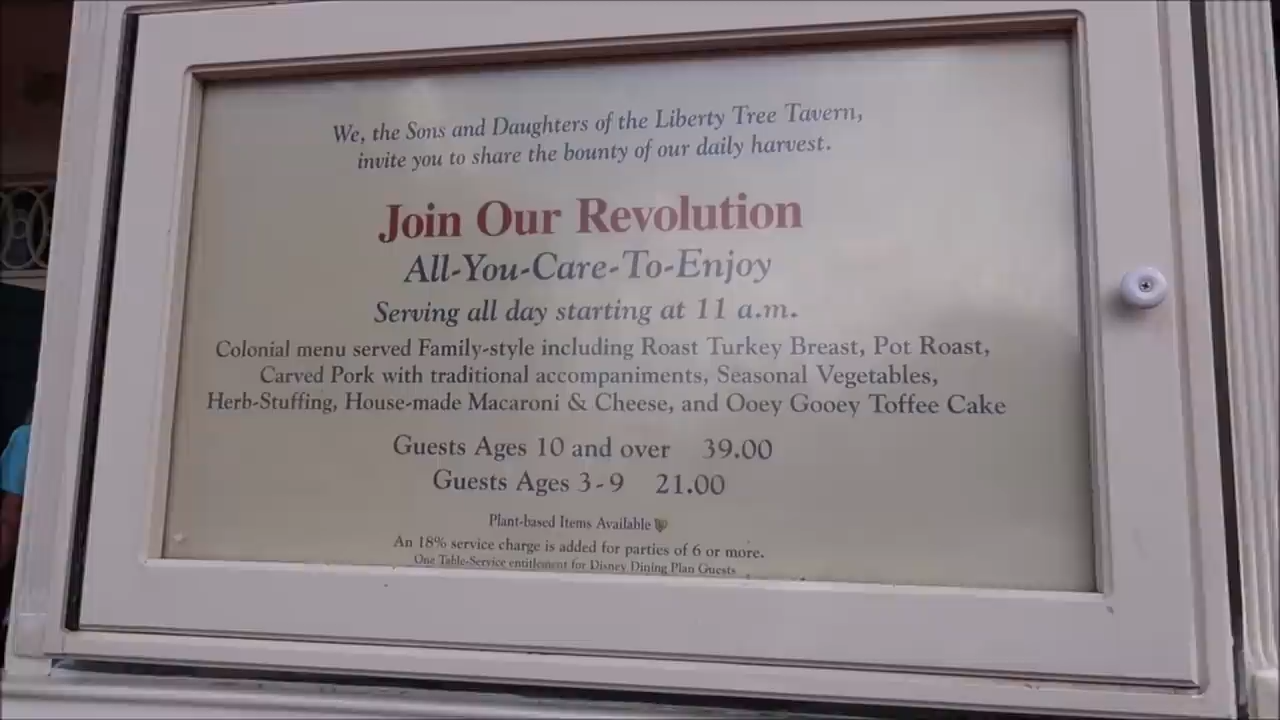 We, the Sons and Daughters of the Liberty Tree Tavern,
invite you to share the bounty of our daily harvest.
Join Our Revolution
All-You-Care-To-Enjoy
Serving all day starting at 11 a.m.
Colonial menu served Family-style including Roast Turkey Breast, Pot Roast,
Carved Pork with traditional accompaniments, Seasonal Vegetables,
Herb-Stuffing, House-made Macaroni & Cheese, and Ooey Gooey Toffee Cake
Guests Ages 10 and over 39.00
Guests Ages 3-9 21.00
Plant-based Items Available
An 18% service charge is added for parties of 6 or more.
One Table-Service entitlement for Disney Dining Plan Guests